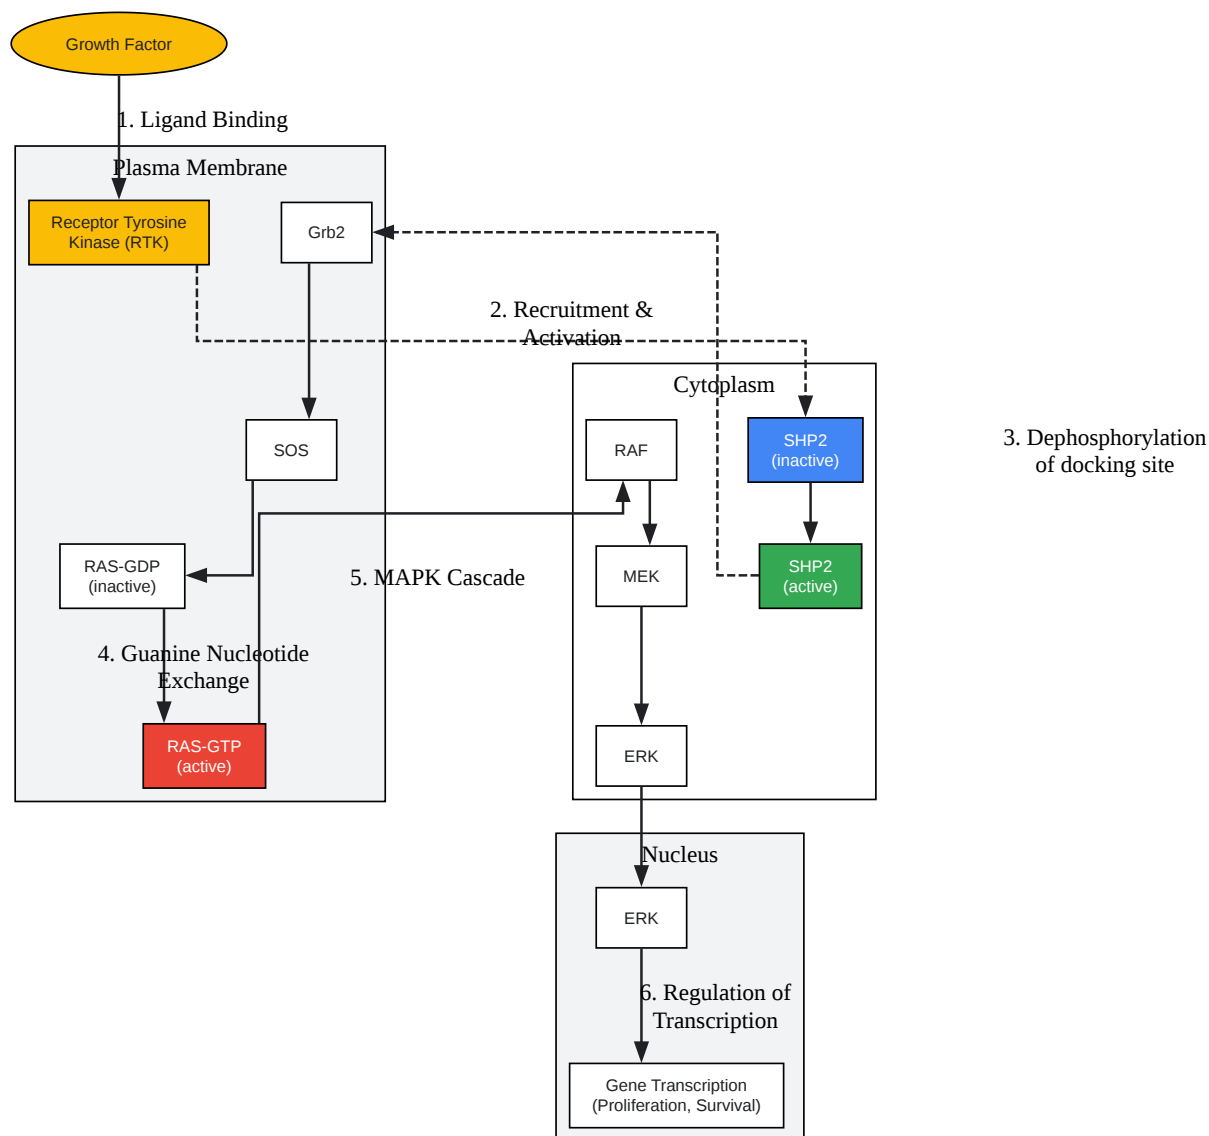 Growth Factor
1. Ligand Binding
Plasma Membrane
Receptor Tyrosine
Kinase (RTK)
Grb2
2. Recruitment &
Activation
Cytoplasm
SOS
RAF
SHP2
(inactive)
3. Dephosphorylation
of docking site
RAS-GDP
(inactive)
5. MAPK Cascade
MEK
SHP2
(active)
4. Guanine Nucleotide
Exchange
RAS-GTP
(active)
ERK
Nucleus
ERK
6. Regulation of
Transcription
Gene Transcription
(Proliferation, Survival)